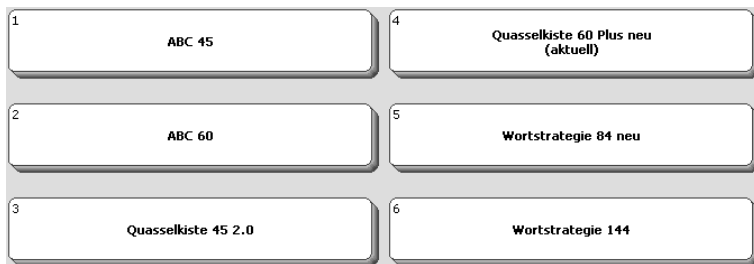 1
ABC 45
2
ABC 60
3
Quasselkiste 45 2.0
4
Quasselkiste 60 Plus neu
(aktuell)
5
Wortstrategie 84 neu
6
Wortstrategie 144